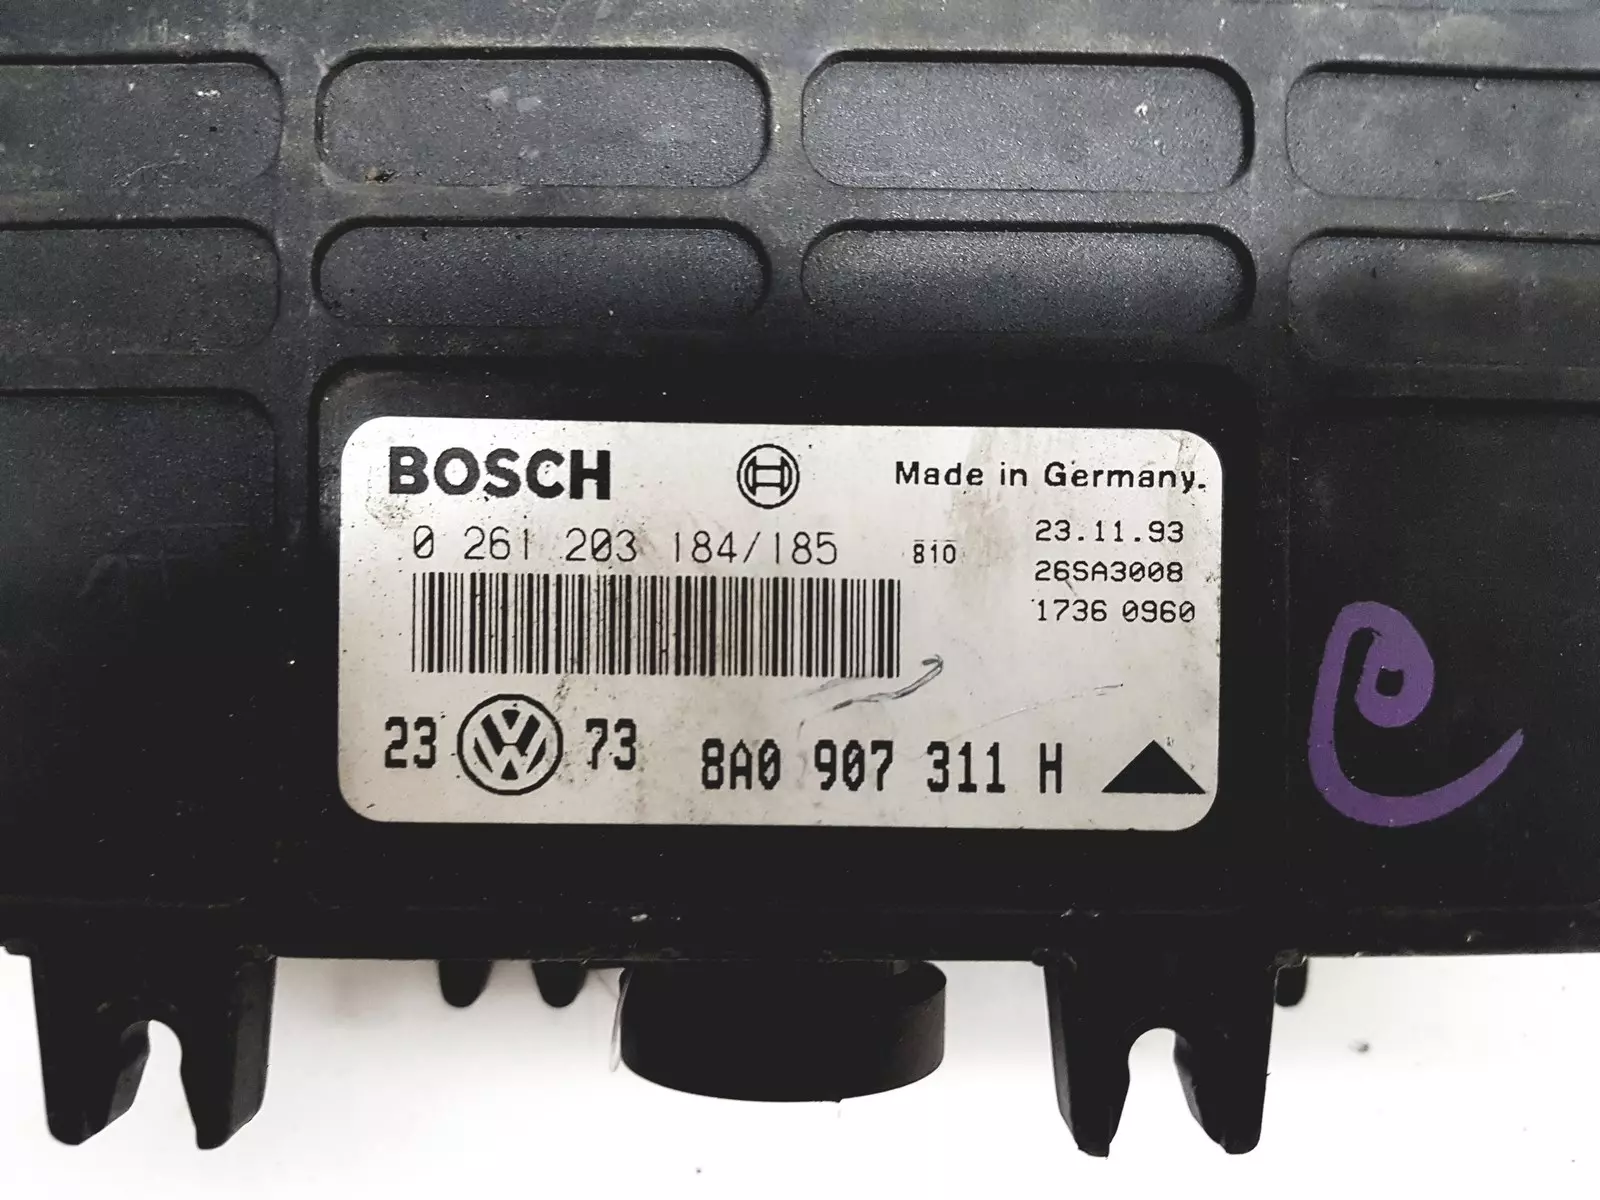 BOSCH
Made in Germany.
0 261 203 184/185
810
23.11.93
26SA3008
1736 0960
23 VW 73
8A0 907 311 H
e